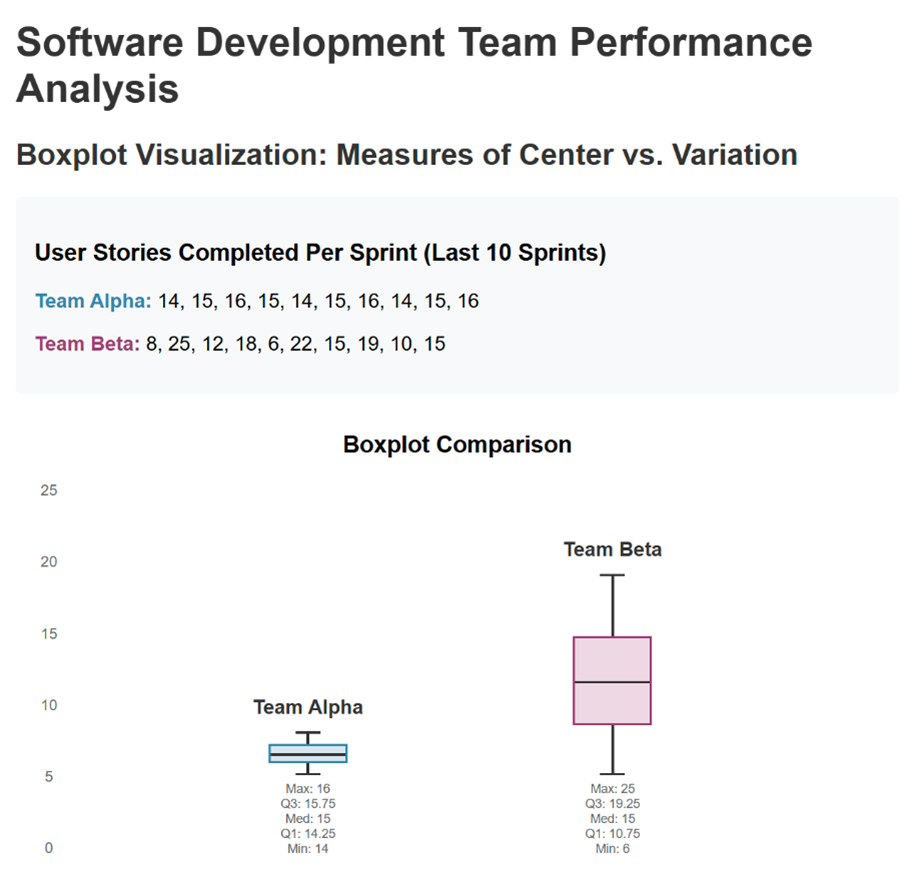 Software Development Team Performance
Analysis
Boxplot Visualization: Measures of Center vs. Variation
User Stories Completed Per Sprint (Last 10 Sprints)
Team Alpha: 14, 15, 16, 15, 14, 15, 16, 14, 15, 16
Team Beta: 8, 25, 12, 18, 6, 22, 15, 19, 10, 15
Boxplot Comparison
25
20
15
10
5
0
Team Alpha
Max: 16
Q3: 15.75
Med: 15
Q1: 14.25
Min: 14
Team Beta
Max: 25
Q3: 19.25
Med: 15
Q1: 10.75
Min: 6